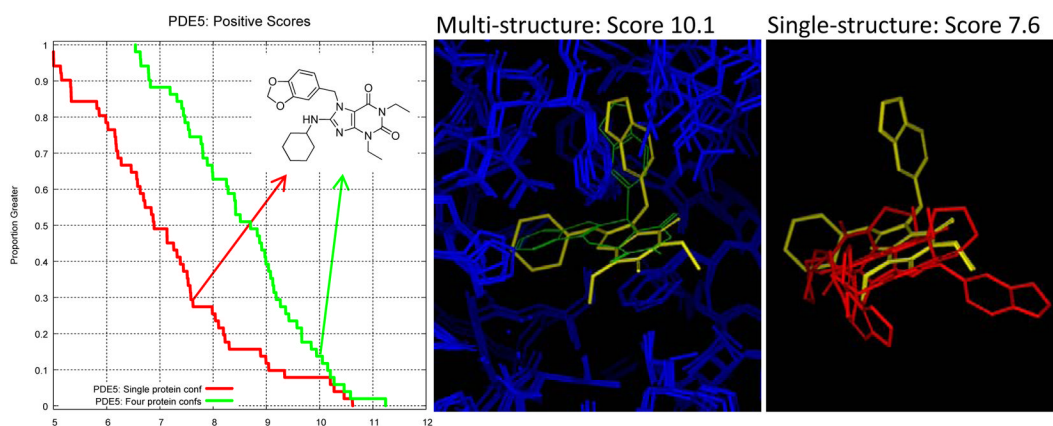 PDE5: Positive Scores
Multi-structure: Score 10.1
Single-structure: Score 7.6
Proportion Greater
1
0.9
0.8
0.7
0.6
0.5
0.4
0.3
0.2
0.1
0
5
6
7
8
9
10
11
12
PDE5: Single protein conf
PDE5: Four protein confs
O
O
O
N
N
HN
N
N
O